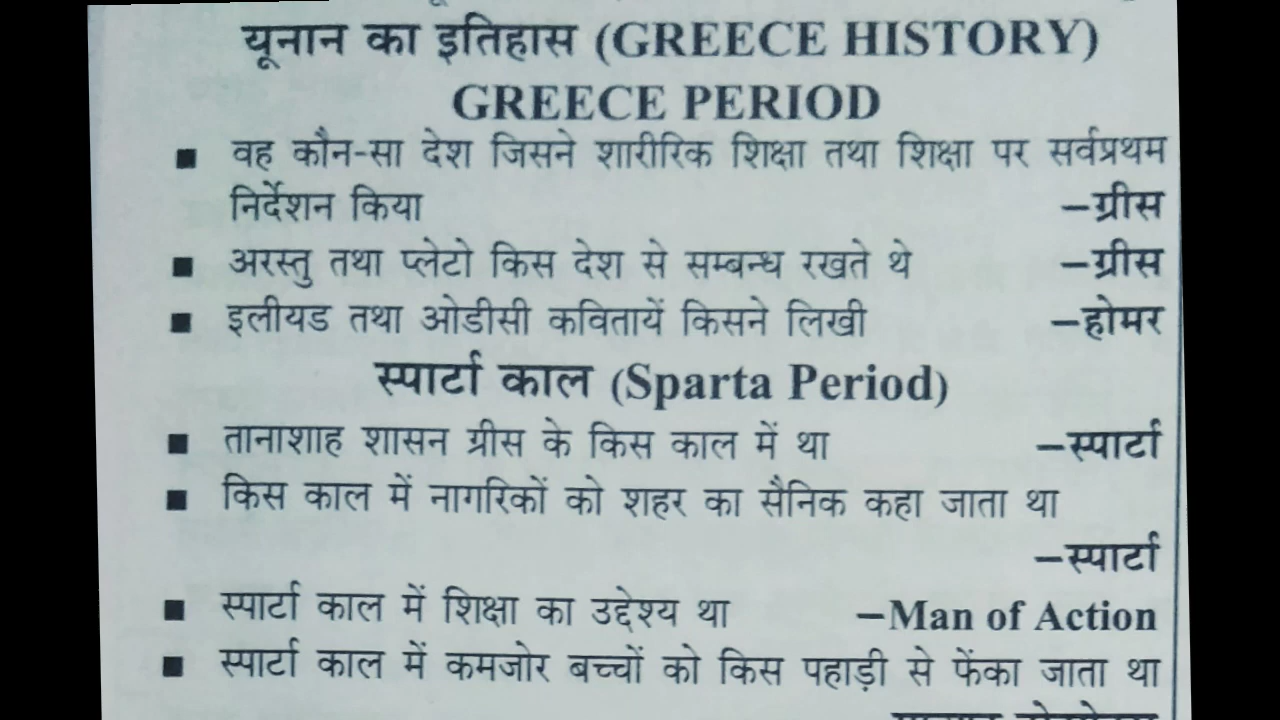 यूनान का इतिहास (GREECE HISTORY)
GREECE PERIOD
■ वह कौन-सा देश जिसने शारीरिक शिक्षा तथा शिक्षा पर सर्वप्रथम
निर्देशन किया –ग्रीस
■ अरस्तु तथा प्लेटो किस देश से सम्बन्ध रखते थे –ग्रीस
■ इलीयड तथा ओडीसी कवितायें किसने लिखी –होमर
स्पार्टा काल (Sparta Period)
■ तानाशाह शासन ग्रीस के किस काल में था –स्पार्टा
■ किस काल में नागरिकों को शहर का सैनिक कहा जाता था
–स्पार्टा
■ स्पार्टा काल में शिक्षा का उद्देश्य था –Man of Action
■ स्पार्टा काल में कमजोर बच्चों को किस पहाड़ी से फेंका जाता था